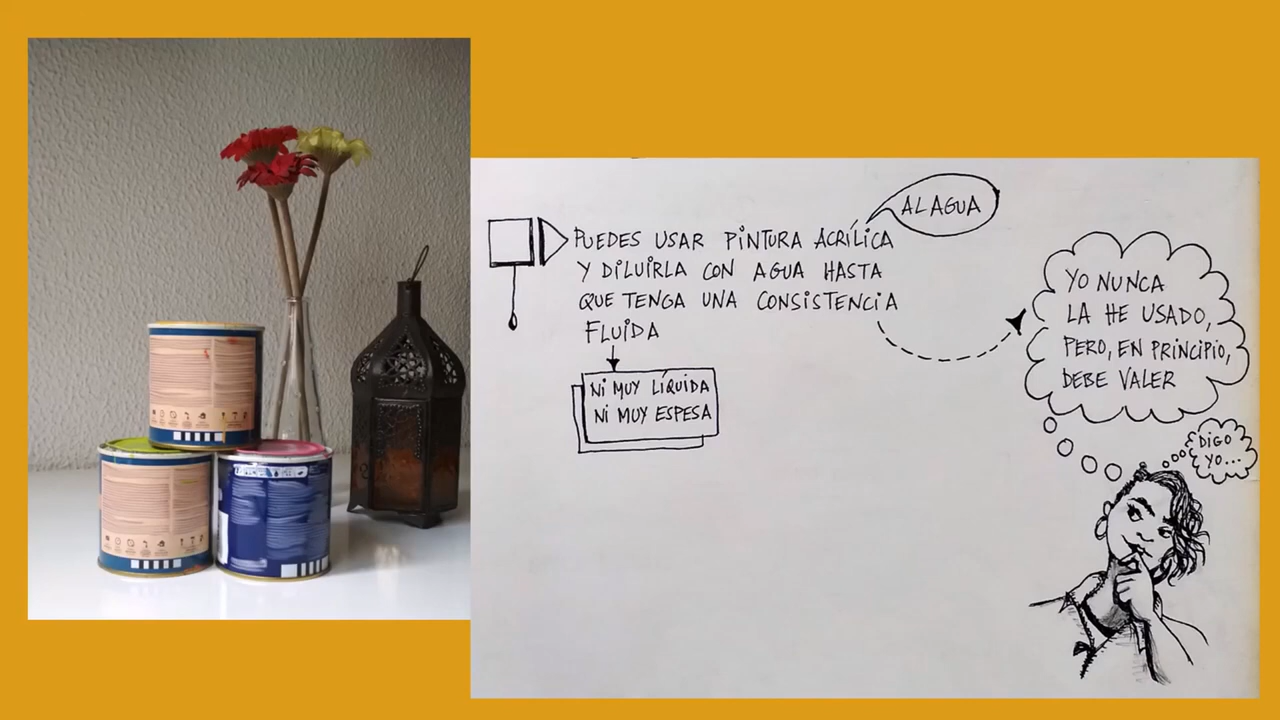 AL AGUA
PUEDES USAR PINTURA ACRÍLICA
Y DILUIRLA CON AGUA HASTA
QUE TENGA UNA CONSISTENCIA
FLUIDA
NI MUY LÍQUIDA
NI MUY ESPESA
YO NUNCA
LA HE USADO,
PERO, EN PRINCIPIO,
DEBE VALER
DIGO
YO...